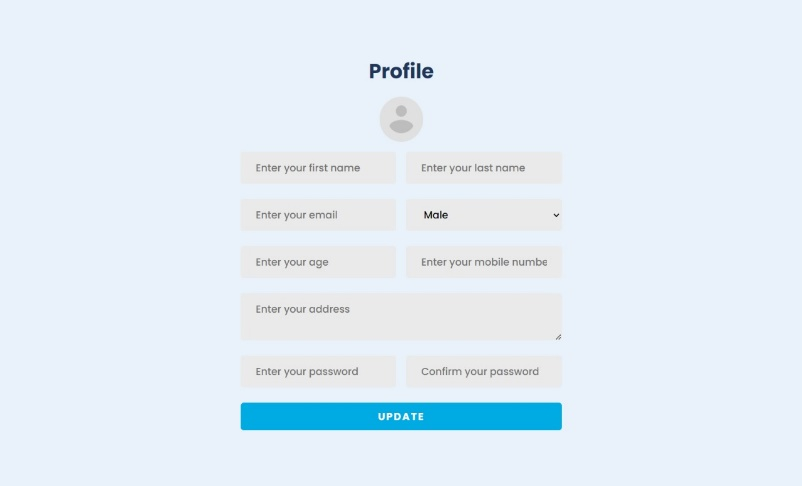 Profile
Enter your first name
Enter your last name
Enter your email
Male
Enter your age
Enter your mobile numbe
Enter your address
Enter your password
Confirm your password
UPDATE